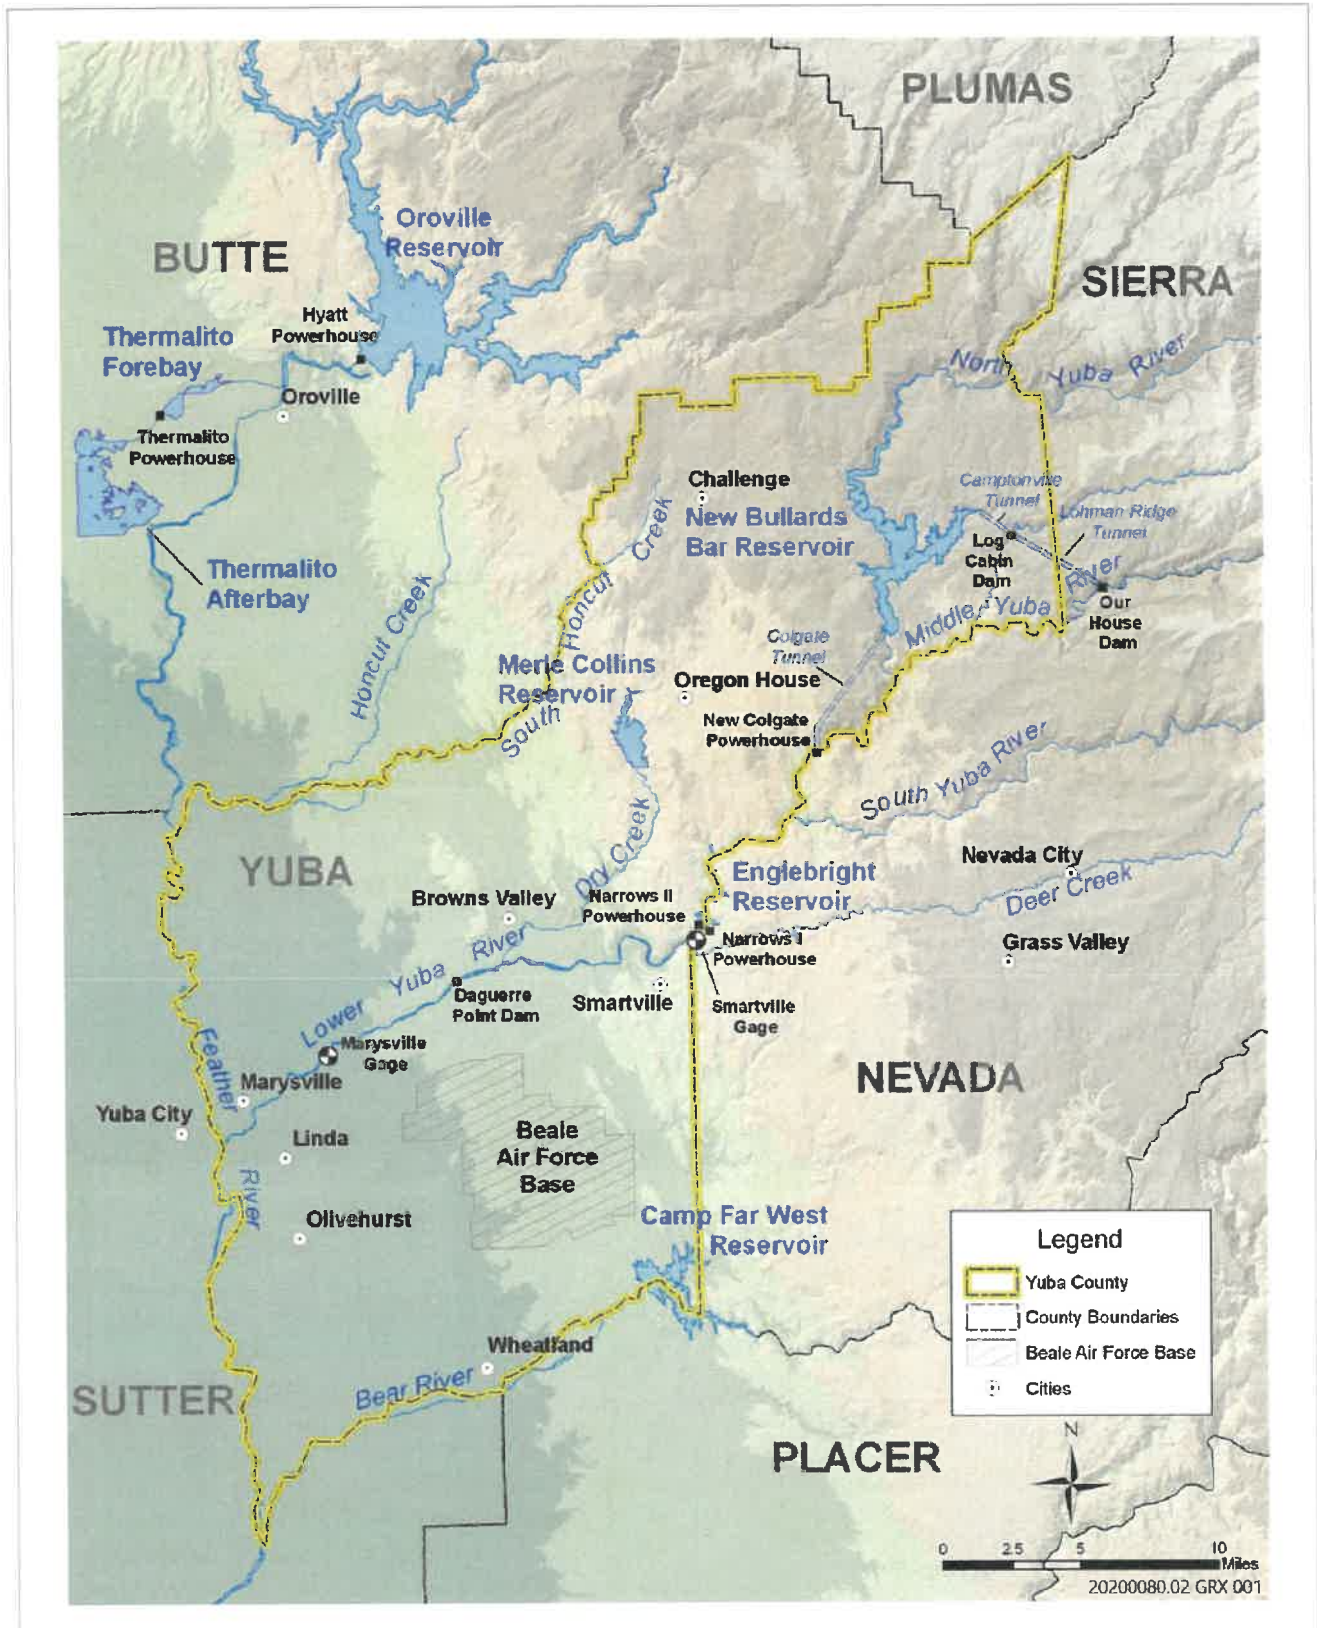 PLUMAS
Oroville
Reservoir
BUTTE
SIERRA
Hyatt
Powerhouse
Thermalito
Forebay
North Yuba River
Oroville
Thermalito
Powerhouse
Challenge
Camptonville
Tunnel
New Bullards
Bar Reservoir
Lohman Ridge
Tunnel
Log
Cabin
Dam
Thermalito
Afterbay
Honcut Creek
South Honcut Creek
Middle Yuba River
Our
House
Dam
Colgate
Tunnel
Merle Collins
Reservoir
Oregon House
New Colgate
Powerhouse
South Yuba River
YUBA
Dry Creek
Nevada City
Englebright
Reservoir
Deer Creek
Browns Valley
Narrows II
Powerhouse
Narrows I
Powerhouse
Grass Valley
Lower Yuba River
Daguerre
Point Dam
Smartville
Smartville
Gage
Marysville
Gage
Feather River
Marysville
NEVADA
Yuba City
Linda
Beale
Air Force
Base
Olivehurst
Camp Far West
Reservoir
Legend
Yuba County
County Boundaries
Beale Air Force Base
Cities
Wheatland
Bear River
SUTTER
PLACER
N
0 2.5 5 10
Miles
20200080.02 GRX 001